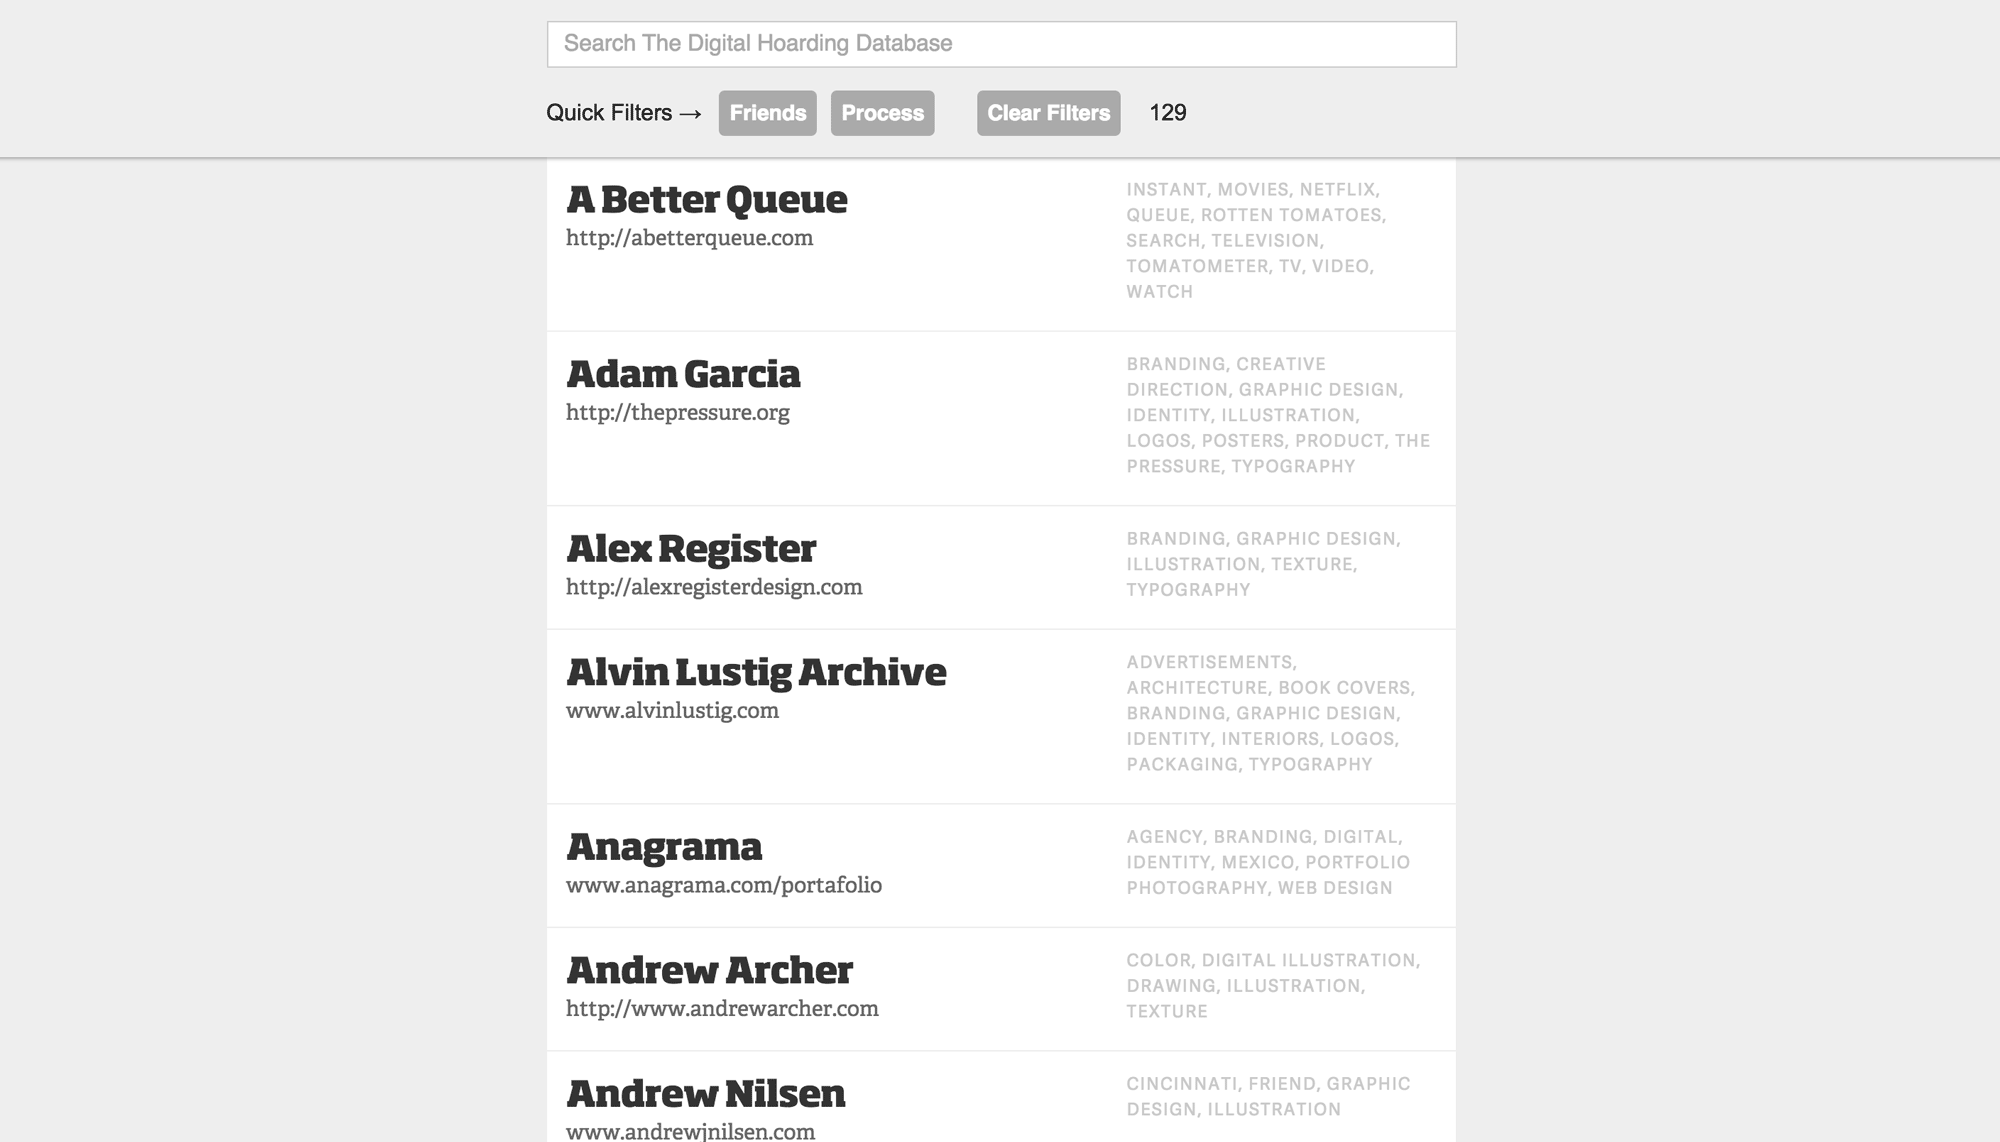 Search The Digital Hoarding Database
Quick Filters → Friends Process Clear Filters 129
A Better Queue
http://abetterqueue.com
INSTANT, MOVIES, NETFLIX,
QUEUE, ROTTEN TOMATOES,
SEARCH, TELEVISION,
TOMATOMETER, TV, VIDEO,
WATCH
Adam Garcia
http://thepressure.org
BRANDING, CREATIVE
DIRECTION, GRAPHIC DESIGN,
IDENTITY, ILLUSTRATION,
LOGOS, POSTERS, PRODUCT, THE
PRESSURE, TYPOGRAPHY
Alex Register
http://alexregisterdesign.com
BRANDING, GRAPHIC DESIGN,
ILLUSTRATION, TEXTURE,
TYPOGRAPHY
Alvin Lustig Archive
www.alvinlustig.com
ADVERTISEMENTS,
ARCHITECTURE, BOOK COVERS,
BRANDING, GRAPHIC DESIGN,
IDENTITY, INTERIORS, LOGOS,
PACKAGING, TYPOGRAPHY
Anagrama
www.anagrama.com/portafolio
AGENCY, BRANDING, DIGITAL,
IDENTITY, MEXICO, PORTFOLIO
PHOTOGRAPHY, WEB DESIGN
Andrew Archer
http://www.andrewarcher.com
COLOR, DIGITAL ILLUSTRATION,
DRAWING, ILLUSTRATION,
TEXTURE
Andrew Nilsen
www.andrewjnilsen.com
CINCINNATI, FRIEND, GRAPHIC
DESIGN, ILLUSTRATION